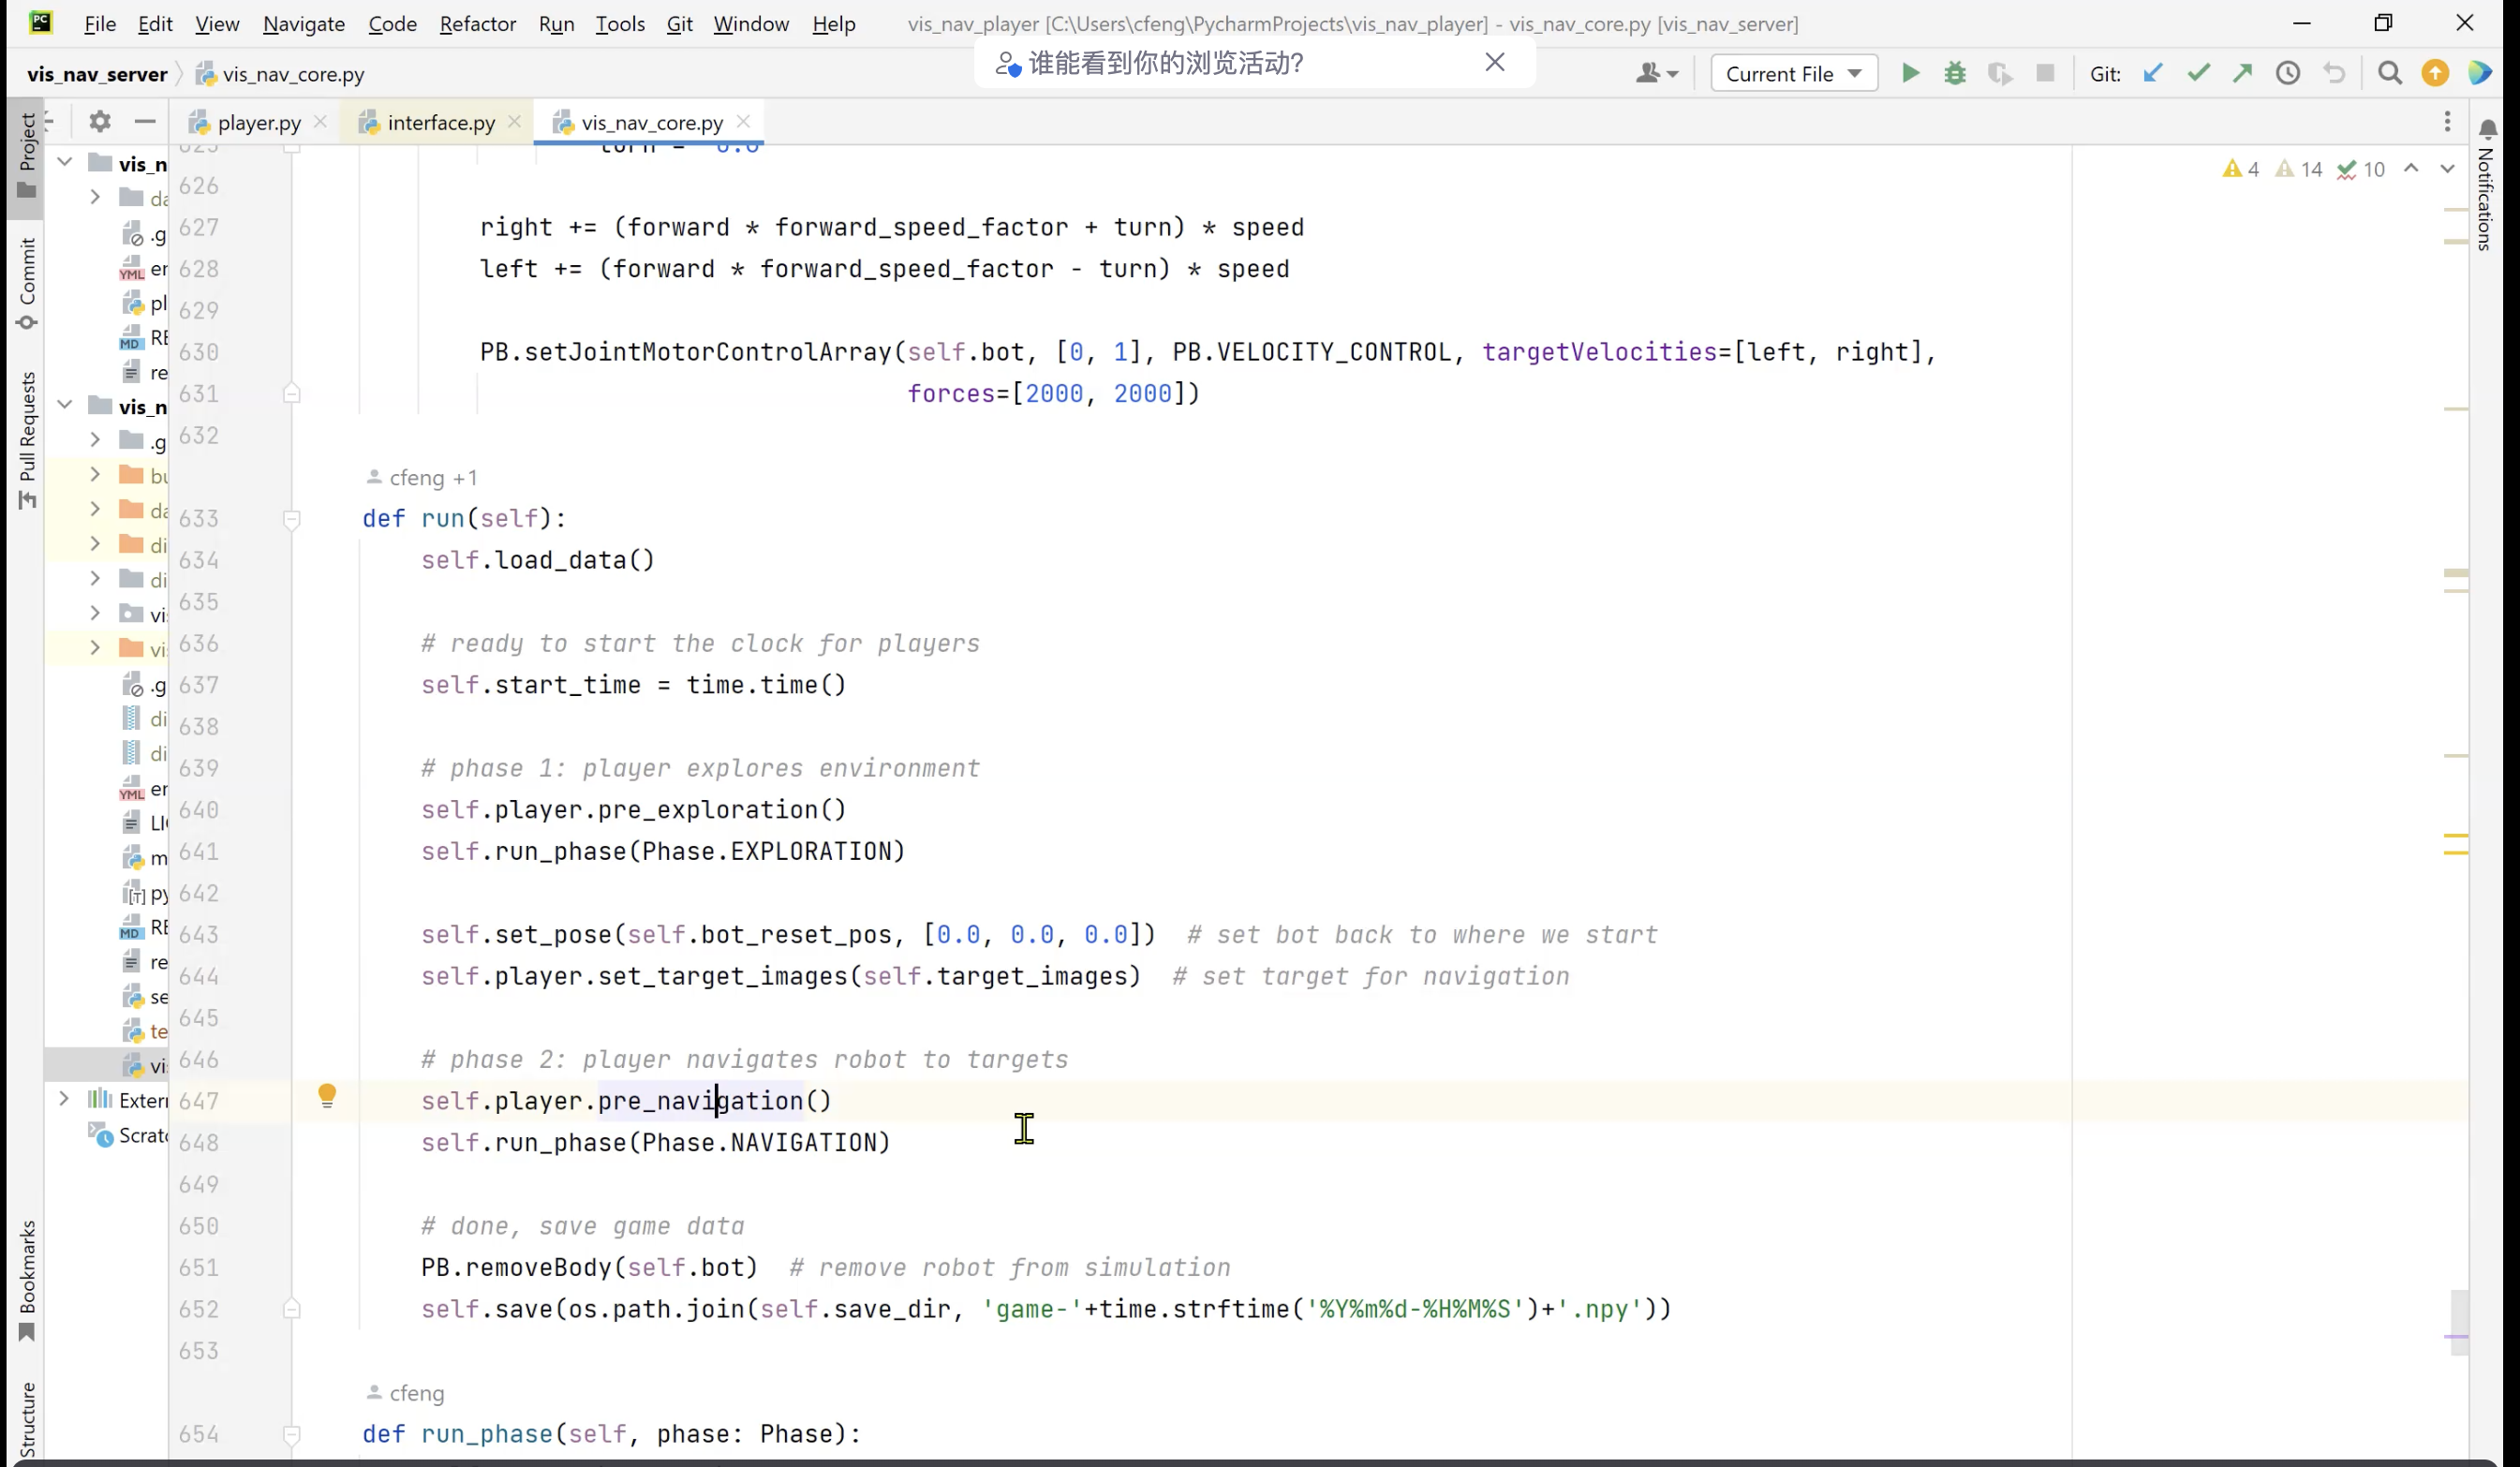 File Edit View Navigate Code Refactor Run Tools Git Window Help vis_nav_player [C:\Users\cfeng\PycharmProjects\vis_nav_player] - vis_nav_core.py [vis_nav_server]
谁能看到你的浏览活动?
vis_nav_server vis_nav_core.py Current File Git:
player.py interface.py vis_nav_core.py
4 14 10
Project
Commit
Pull Requests
Bookmarks
Structure
Notifications
vis_n
da
.g
YML er
pl
MD RE
re
vis_n
.g
bu
da
di
di
vi
vi
.g
di
di
YML er
LI
m
[T] py
MD RE
re
se
te
vi
Extern
Scratc
626
627 right += (forward * forward_speed_factor + turn) * speed
628 left += (forward * forward_speed_factor - turn) * speed
629
630 PB.setJointMotorControlArray(self.bot, [0, 1], PB.VELOCITY_CONTROL, targetVelocities=[left, right],
631 forces=[2000, 2000])
632
cfeng +1
633 def run(self):
634 self.load_data()
635
636 # ready to start the clock for players
637 self.start_time = time.time()
638
639 # phase 1: player explores environment
640 self.player.pre_exploration()
641 self.run_phase(Phase.EXPLORATION)
642
643 self.set_pose(self.bot_reset_pos, [0.0, 0.0, 0.0]) # set bot back to where we start
644 self.player.set_target_images(self.target_images) # set target for navigation
645
646 # phase 2: player navigates robot to targets
647 self.player.pre_navigation()
648 self.run_phase(Phase.NAVIGATION)
649
650 # done, save game data
651 PB.removeBody(self.bot) # remove robot from simulation
652 self.save(os.path.join(self.save_dir, 'game-'+time.strftime('%Y%m%d-%H%M%S')+'.npy'))
653
cfeng
654 def run_phase(self, phase: Phase):